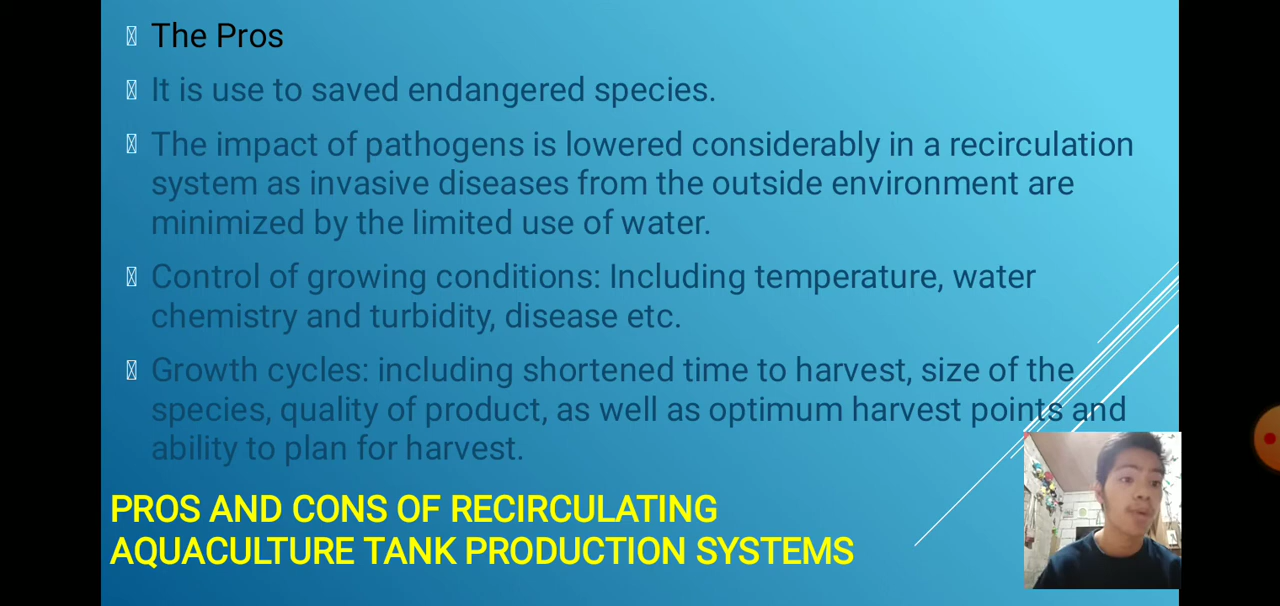 The Pros
It is use to saved endangered species.
The impact of pathogens is lowered considerably in a recirculation
system as invasive diseases from the outside environment are
minimized by the limited use of water.
Control of growing conditions: Including temperature, water
chemistry and turbidity, disease etc.
Growth cycles: including shortened time to harvest, size of the
species, quality of product, as well as optimum harvest points and
ability to plan for harvest.
PROS AND CONS OF RECIRCULATING
AQUACULTURE TANK PRODUCTION SYSTEMS